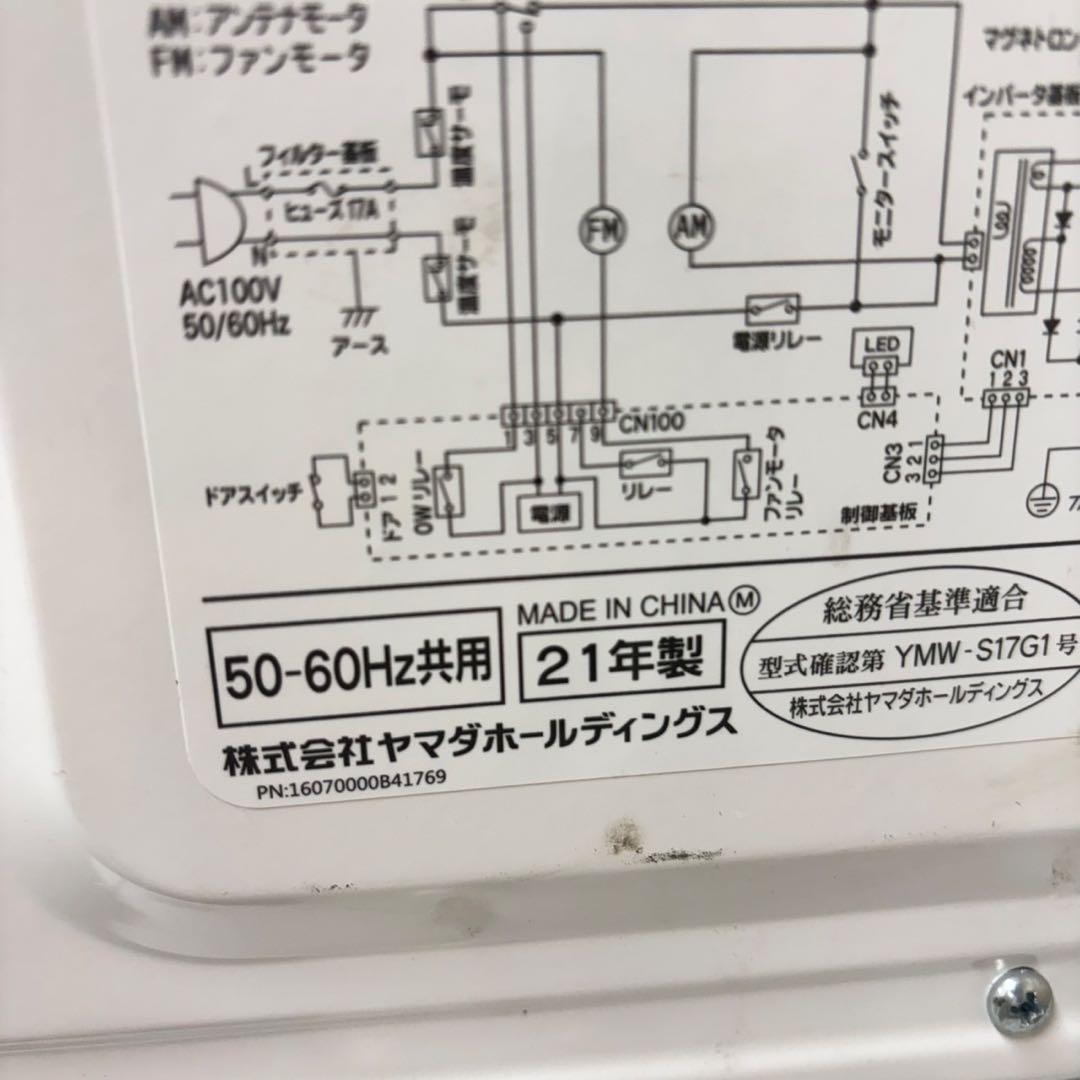 AM:アンテナモータ
FM:ファンモータ
マグネトロン
インバータ基板
フィルター基板
L
ヒューズ 17A
N
温度サーモ
温度サーモ
FM
AM
モニタースイッチ
AC100V
50/60Hz
アース
電源リレー
LED
CN4
CN1
1 2 3
CN100
1 3 5 7 9
CN3
3 2 1
ドアスイッチ
ドア 1 2
OWリレー
電源
リレー
ファンモータ
リレー
制御基板
MADE IN CHINA Ⓜ
50-60Hz共用
21年製
総務省基準適合
型式確認第 YMW-S17G1号
株式会社ヤマダホールディングス
株式会社ヤマダホールディングス
PN:16070000B41769